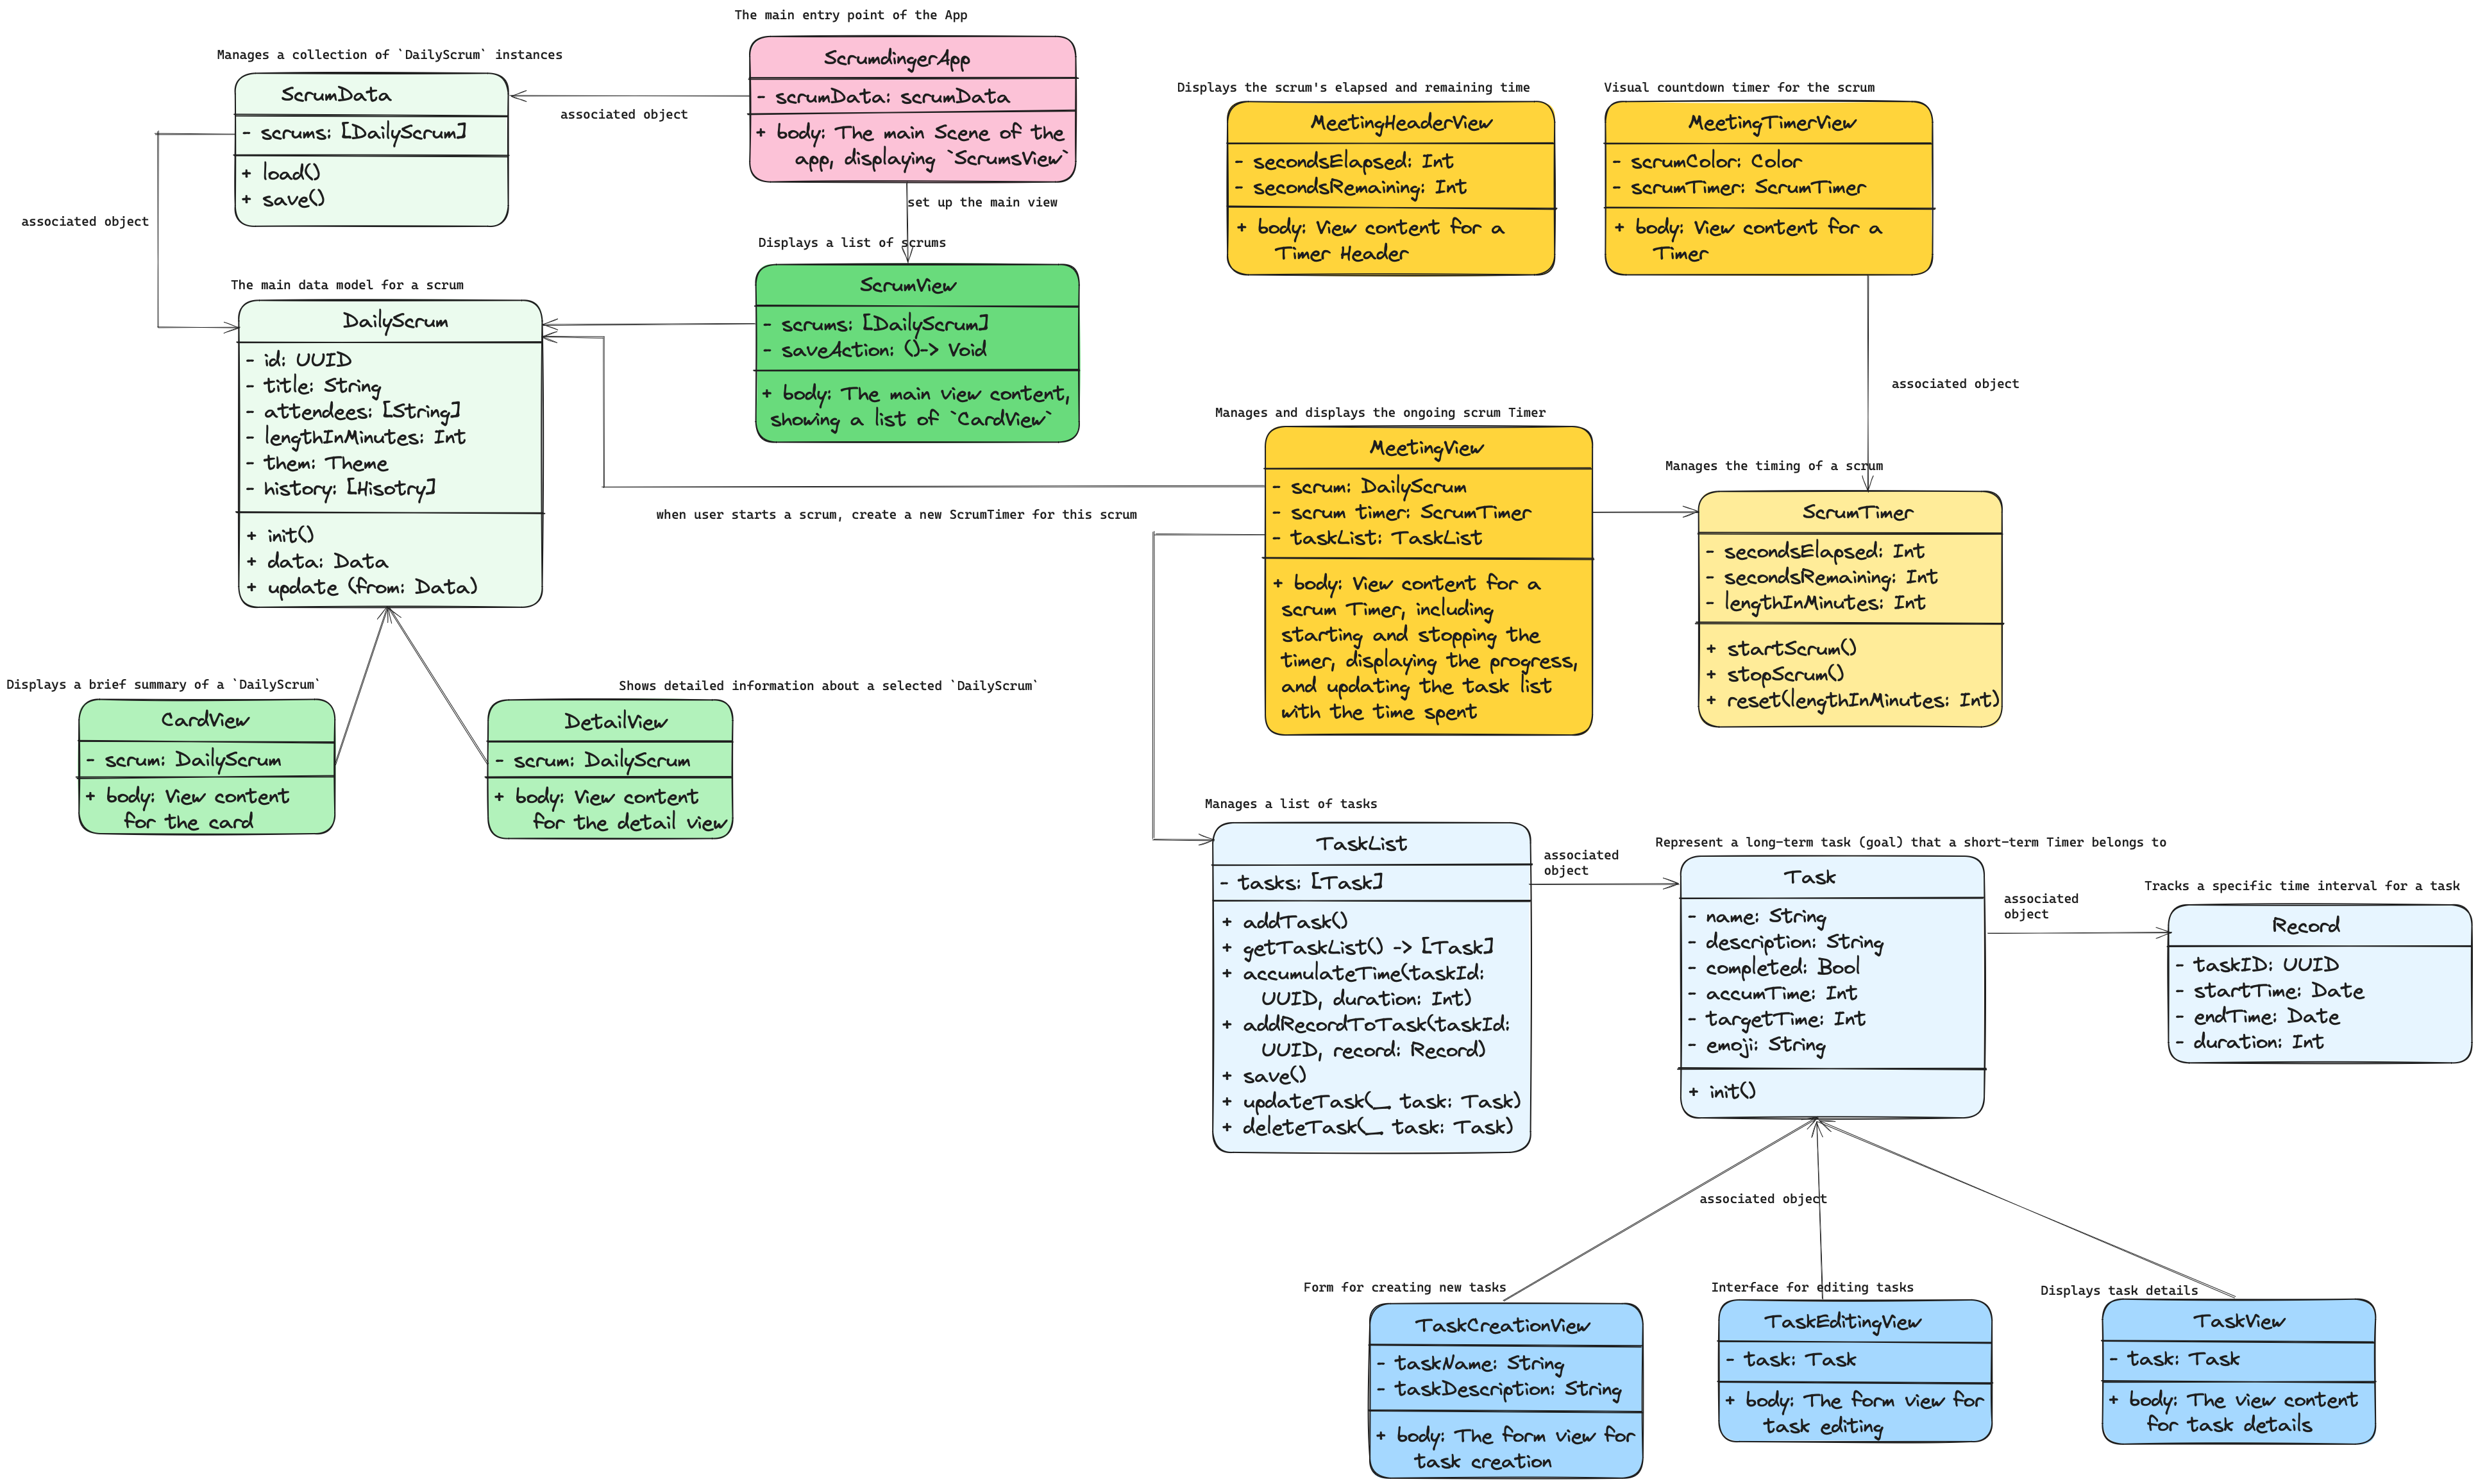 The main entry point of the App
ScrumdingerApp
- scrumData: scrumData
+ body: The main Scene of the
app, displaying `ScrumsView`
Manages a collection of `DailyScrum` instances
ScrumData
- scrums: [DailyScrum]
+ load()
+ save()
associated object
associated object
set up the main view
Displays a list of scrums
ScrumView
- scrums: [DailyScrum]
- saveAction: ()-> Void
+ body: The main view content,
showing a list of `CardView`
The main data model for a scrum
DailyScrum
- id: UUID
- title: String
- attendees: [String]
- lengthInMinutes: Int
- them: Theme
- history: [Hisotry]
+ init()
+ data: Data
+ update (from: Data)
Displays a brief summary of a `DailyScrum`
CardView
- scrum: DailyScrum
+ body: View content
for the card
Shows detailed information about a selected `DailyScrum`
DetailView
- scrum: DailyScrum
+ body: View content
for the detail view
Displays the scrum's elapsed and remaining time
MeetingHeaderView
- secondsElapsed: Int
- secondsRemaining: Int
+ body: View content for a
Timer Header
Visual countdown timer for the scrum
MeetingTimerView
- scrumColor: Color
- scrumTimer: ScrumTimer
+ body: View content for a
Timer
associated object
Manages and displays the ongoing scrum Timer
MeetingView
- scrum: DailyScrum
- scrum timer: ScrumTimer
- taskList: TaskList
+ body: View content for a
scrum Timer, including
starting and stopping the
timer, displaying the progress,
and updating the task list
with the time spent
when user starts a scrum, create a new ScrumTimer for this scrum
Manages the timing of a scrum
ScrumTimer
- secondsElapsed: Int
- secondsRemaining: Int
- lengthInMinutes: Int
+ startScrum()
+ stopScrum()
+ reset(lengthInMinutes: Int)
Manages a list of tasks
TaskList
- tasks: [Task]
+ addTask()
+ getTaskList() -> [Task]
+ accumulateTime(taskId:
UUID, duration: Int)
+ addRecordToTask(taskId:
UUID, record: Record)
+ save()
+ updateTask(_ task: Task)
+ deleteTask(_ task: Task)
associated
object
Represent a long-term task (goal) that a short-term Timer belongs to
Task
- name: String
- description: String
- completed: Bool
- accumTime: Int
- targetTime: Int
- emoji: String
+ init()
associated
object
Tracks a specific time interval for a task
Record
- taskID: UUID
- startTime: Date
- endTime: Date
- duration: Int
associated object
Form for creating new tasks
TaskCreationView
- taskName: String
- taskDescription: String
+ body: The form view for
task creation
Interface for editing tasks
TaskEditingView
- task: Task
+ body: The form view for
task editing
Displays task details
TaskView
- task: Task
+ body: The view content
for task details